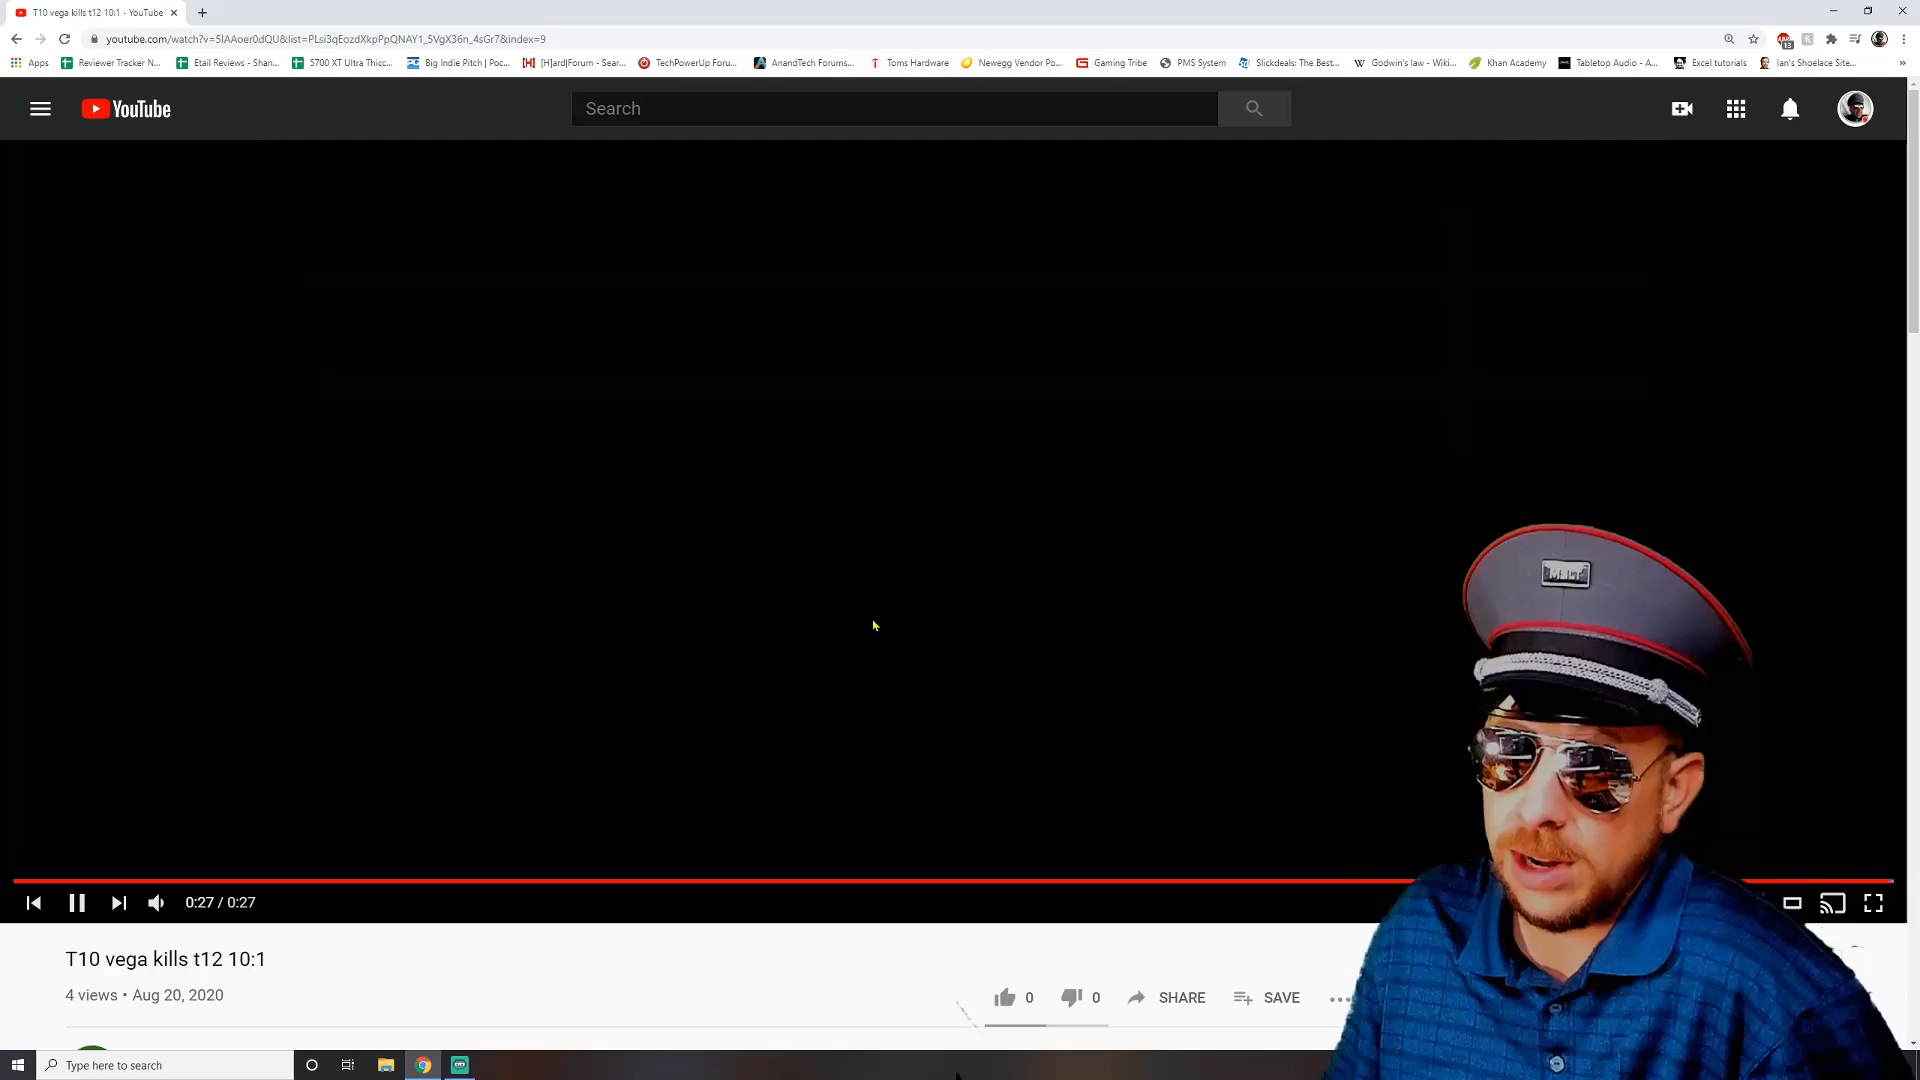 T10 vega kills t12 10:1 - YouTube
youtube.com/watch?v=5IAAoer0dQU&list=PLsi3qEozdXkpPpQNAY1_5VgX36n_4sGr7&index=9
13
Apps Reviewer Tracker N... Etail Reviews - Shan... 5700 XT Ultra Thicc... Big Indie Pitch | Poc... [H]ard|Forum - Sear... TechPowerUp Foru... AnandTech Forums... Toms Hardware Newegg Vendor Po... Gaming Tribe PMS System Slickdeals: The Best... Godwin's law - Wiki... Khan Academy Tabletop Audio - A... Excel tutorials Ian's Shoelace Site... »
YouTube
Search
0:27 / 0:27
T10 vega kills t12 10:1
4 views • Aug 20, 2020
0 0 SHARE SAVE
Type here to search